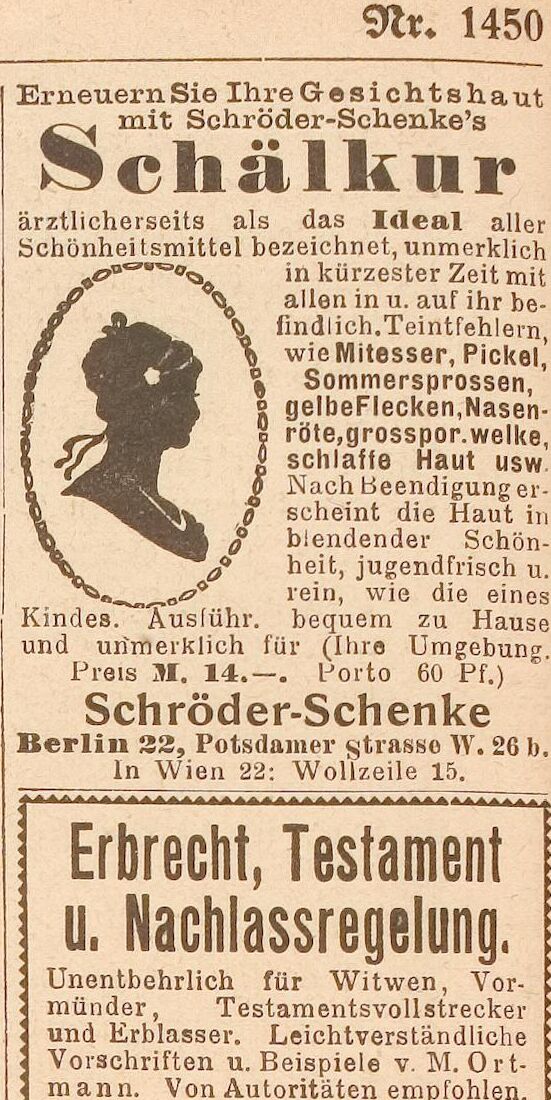 Nr. 1450
Erneuern Sie Ihre Gesichtshaut
mit Schröder-Schenke's
Schälkur
ärztlicherseits als das Ideal aller
Schönheitsmittel bezeichnet, unmerklich
in kürzester Zeit mit
allen in u. auf ihr be-
findlich. Teintfehlern,
wie Mitesser, Pickel,
Sommersprossen,
gelbe Flecken, Nasen-
röte, grosspor. welke,
schlaffe Haut usw.
Nach Beendigung er-
scheint die Haut in
blendender Schön-
heit, jugendfrisch u.
rein, wie die eines
Kindes. Ausführ. bequem zu Hause
und unmerklich für (Ihre Umgebung.
Preis M. 14.—. Porto 60 Pf.)
Schröder-Schenke
Berlin 22, Potsdamer strasse W. 26 b.
In Wien 22: Wollzeile 15.
Erbrecht, Testament
u. Nachlassregelung.
Unentbehrlich für Witwen, Vor-
münder, Testamentsvollstrecker
und Erblasser. Leichtverständliche
Vorschriften u. Beispiele v. M. Ort-
mann. Von Autoritäten empfohlen.